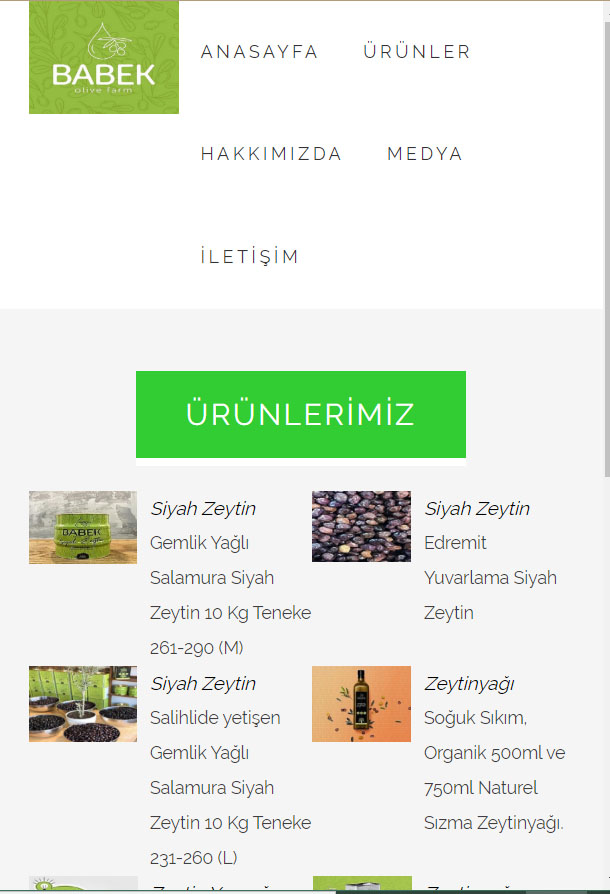 BABEK
olive farm
ANASAYFA ÜRÜNLER
HAKKIMIZDA MEDYA
İLETİŞİM
ÜRÜNLERİMİZ
BABEK
Siyah Zeytin
Gemlik Yağlı
Salamura Siyah
Zeytin 10 Kg Teneke
261-290 (M)
Siyah Zeytin
Edremit
Yuvarlama Siyah
Zeytin
Siyah Zeytin
Salihlide yetişen
Gemlik Yağlı
Salamura Siyah
Zeytin 10 Kg Teneke
231-260 (L)
Zeytinyağı
Soğuk Sıkım,
Organik 500ml ve
750ml Naturel
Sızma Zeytinyağı.